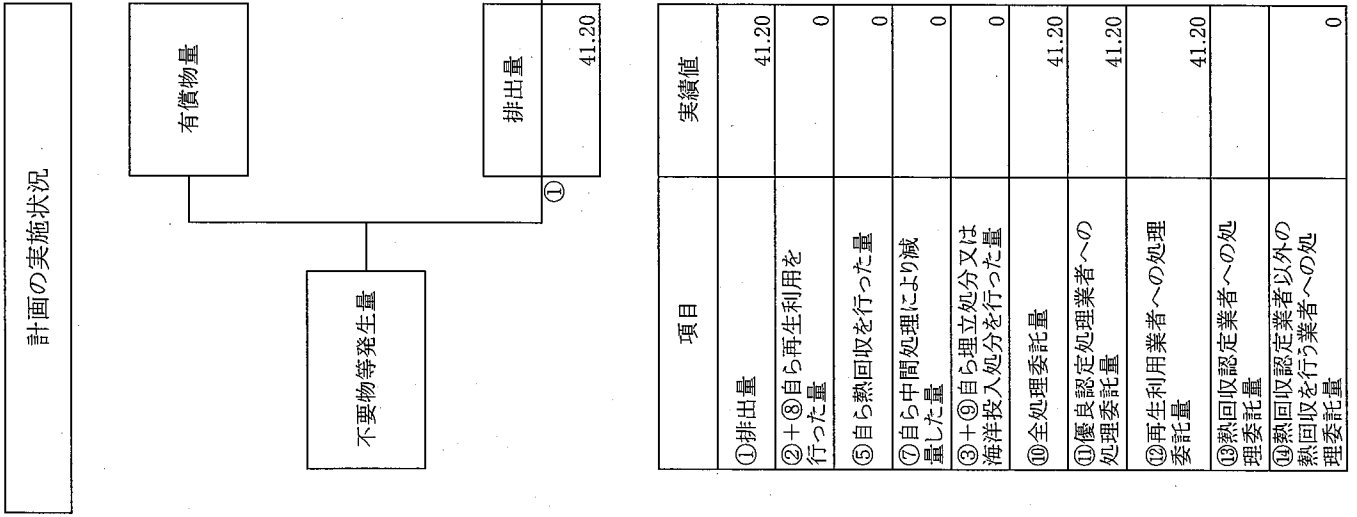 計画の実施状況
有償物量
不要物等発生量
排出量
①
41.20
項目
実績値
①排出量
41.20
②+⑧自ら再生利用を
行った量
0
⑤自ら熱回収を行った量
0
⑦自ら中間処理により減
量した量
0
③+⑨自ら埋立処分又は
海洋投入処分を行った量
0
⑩全処理委託量
41.20
⑪優良認定処理業者への
処理委託量
41.20
⑫再生利用業者への処理
委託量
41.20
⑬熱回収認定業者への処
理委託量
⑭熱回収認定業者以外の
熱回収を行う業者への処
理委託量
0